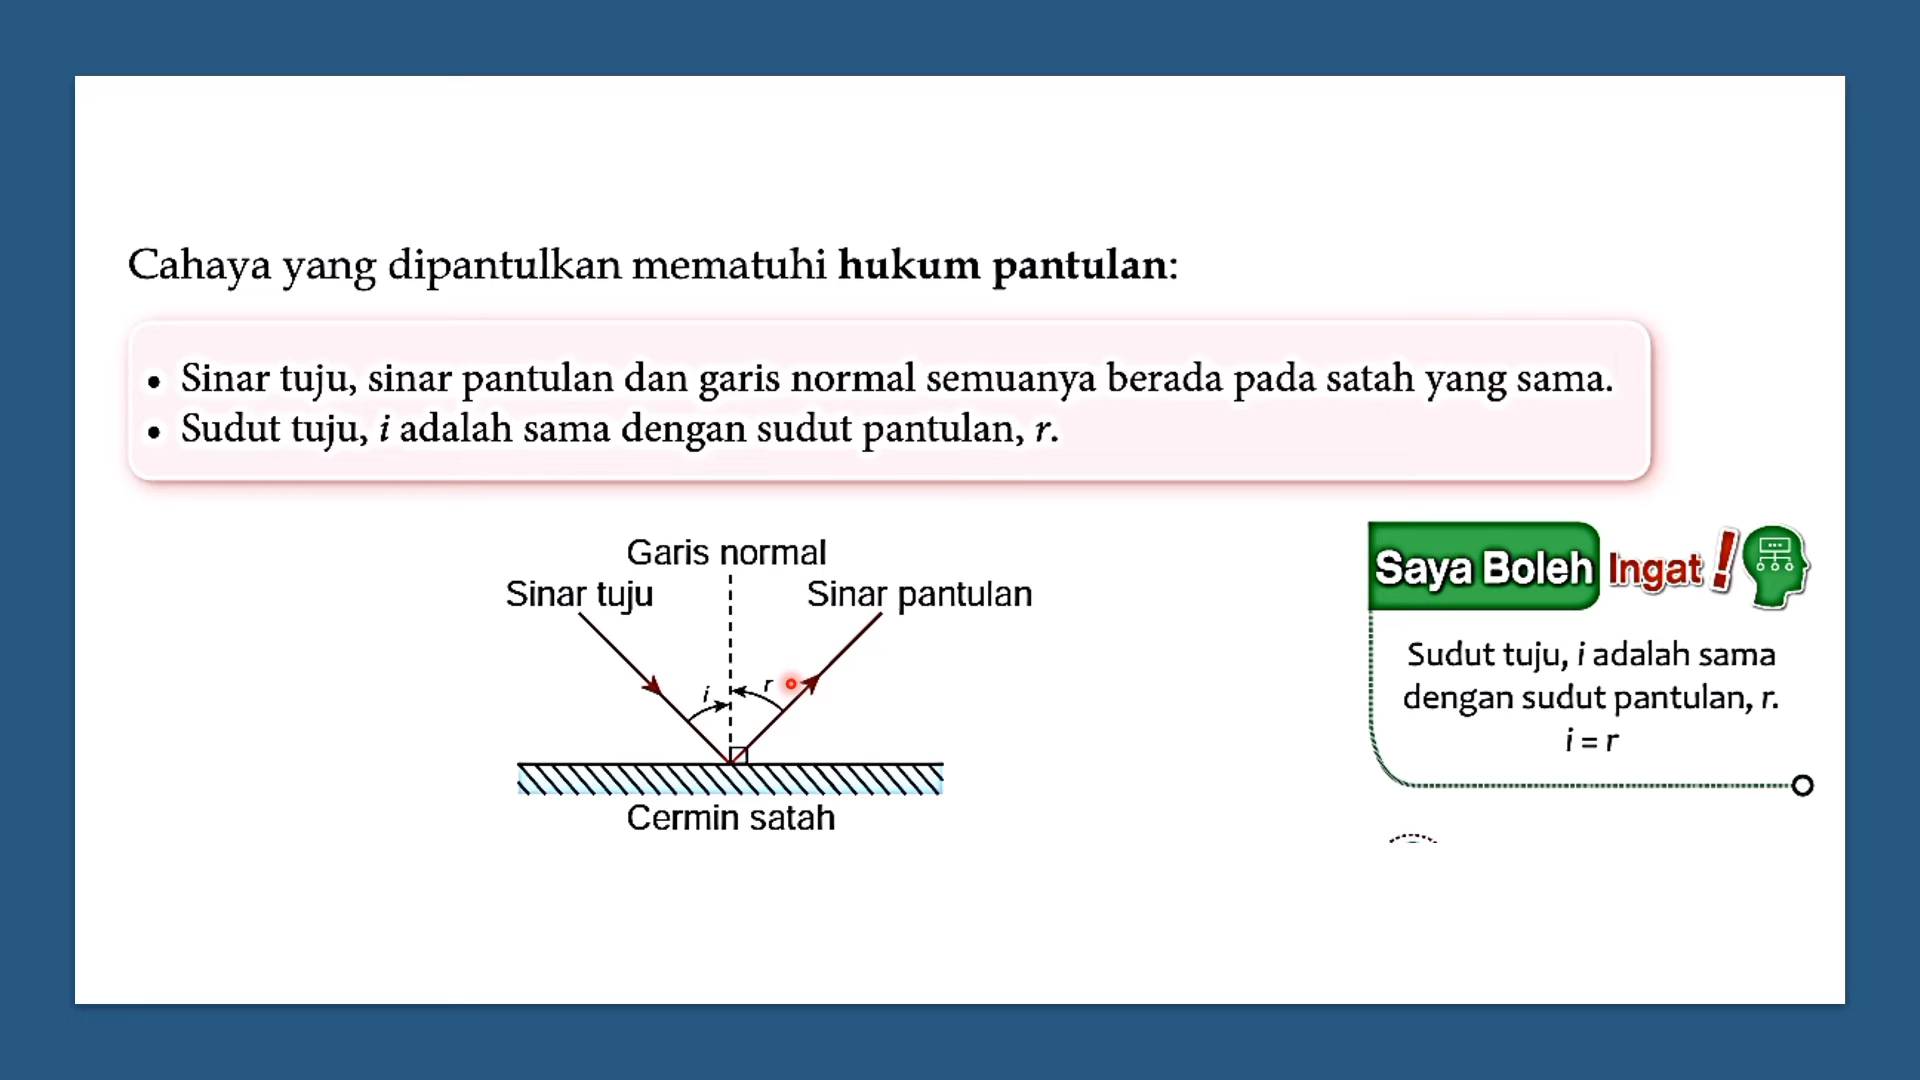 Cahaya yang dipantulkan mematuhi hukum pantulan:
• Sinar tuju, sinar pantulan dan garis normal semuanya berada pada satah yang sama.
• Sudut tuju, i adalah sama dengan sudut pantulan, r.
Garis normal
Sinar tuju
Sinar pantulan
i
r
Cermin satah
Saya Boleh Ingat!
Sudut tuju, i adalah sama
dengan sudut pantulan, r.
i = r